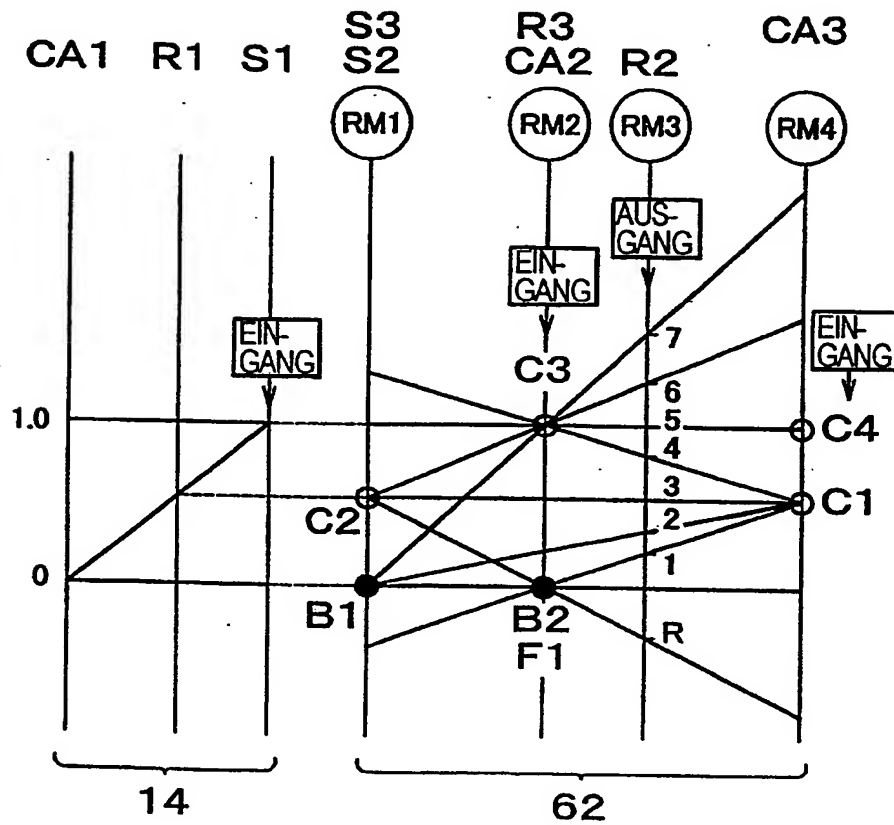 S3 R3 CA3
CA1 R1 S1 S2 CA2 R2
RM1 RM2 RM3 RM4
AUS-
GANG
EIN-
GANG
EIN-
GANG
EIN-
GANG
7
C3
6
1.0
5
C4
4
3
C1
C2
2
1
0
B1
B2
R
F1
14
62